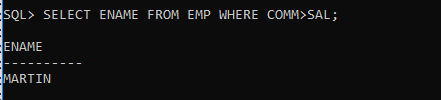 SQL> SELECT ENAME FROM EMP WHERE COMM>SAL;
ENAME
----------
MARTIN